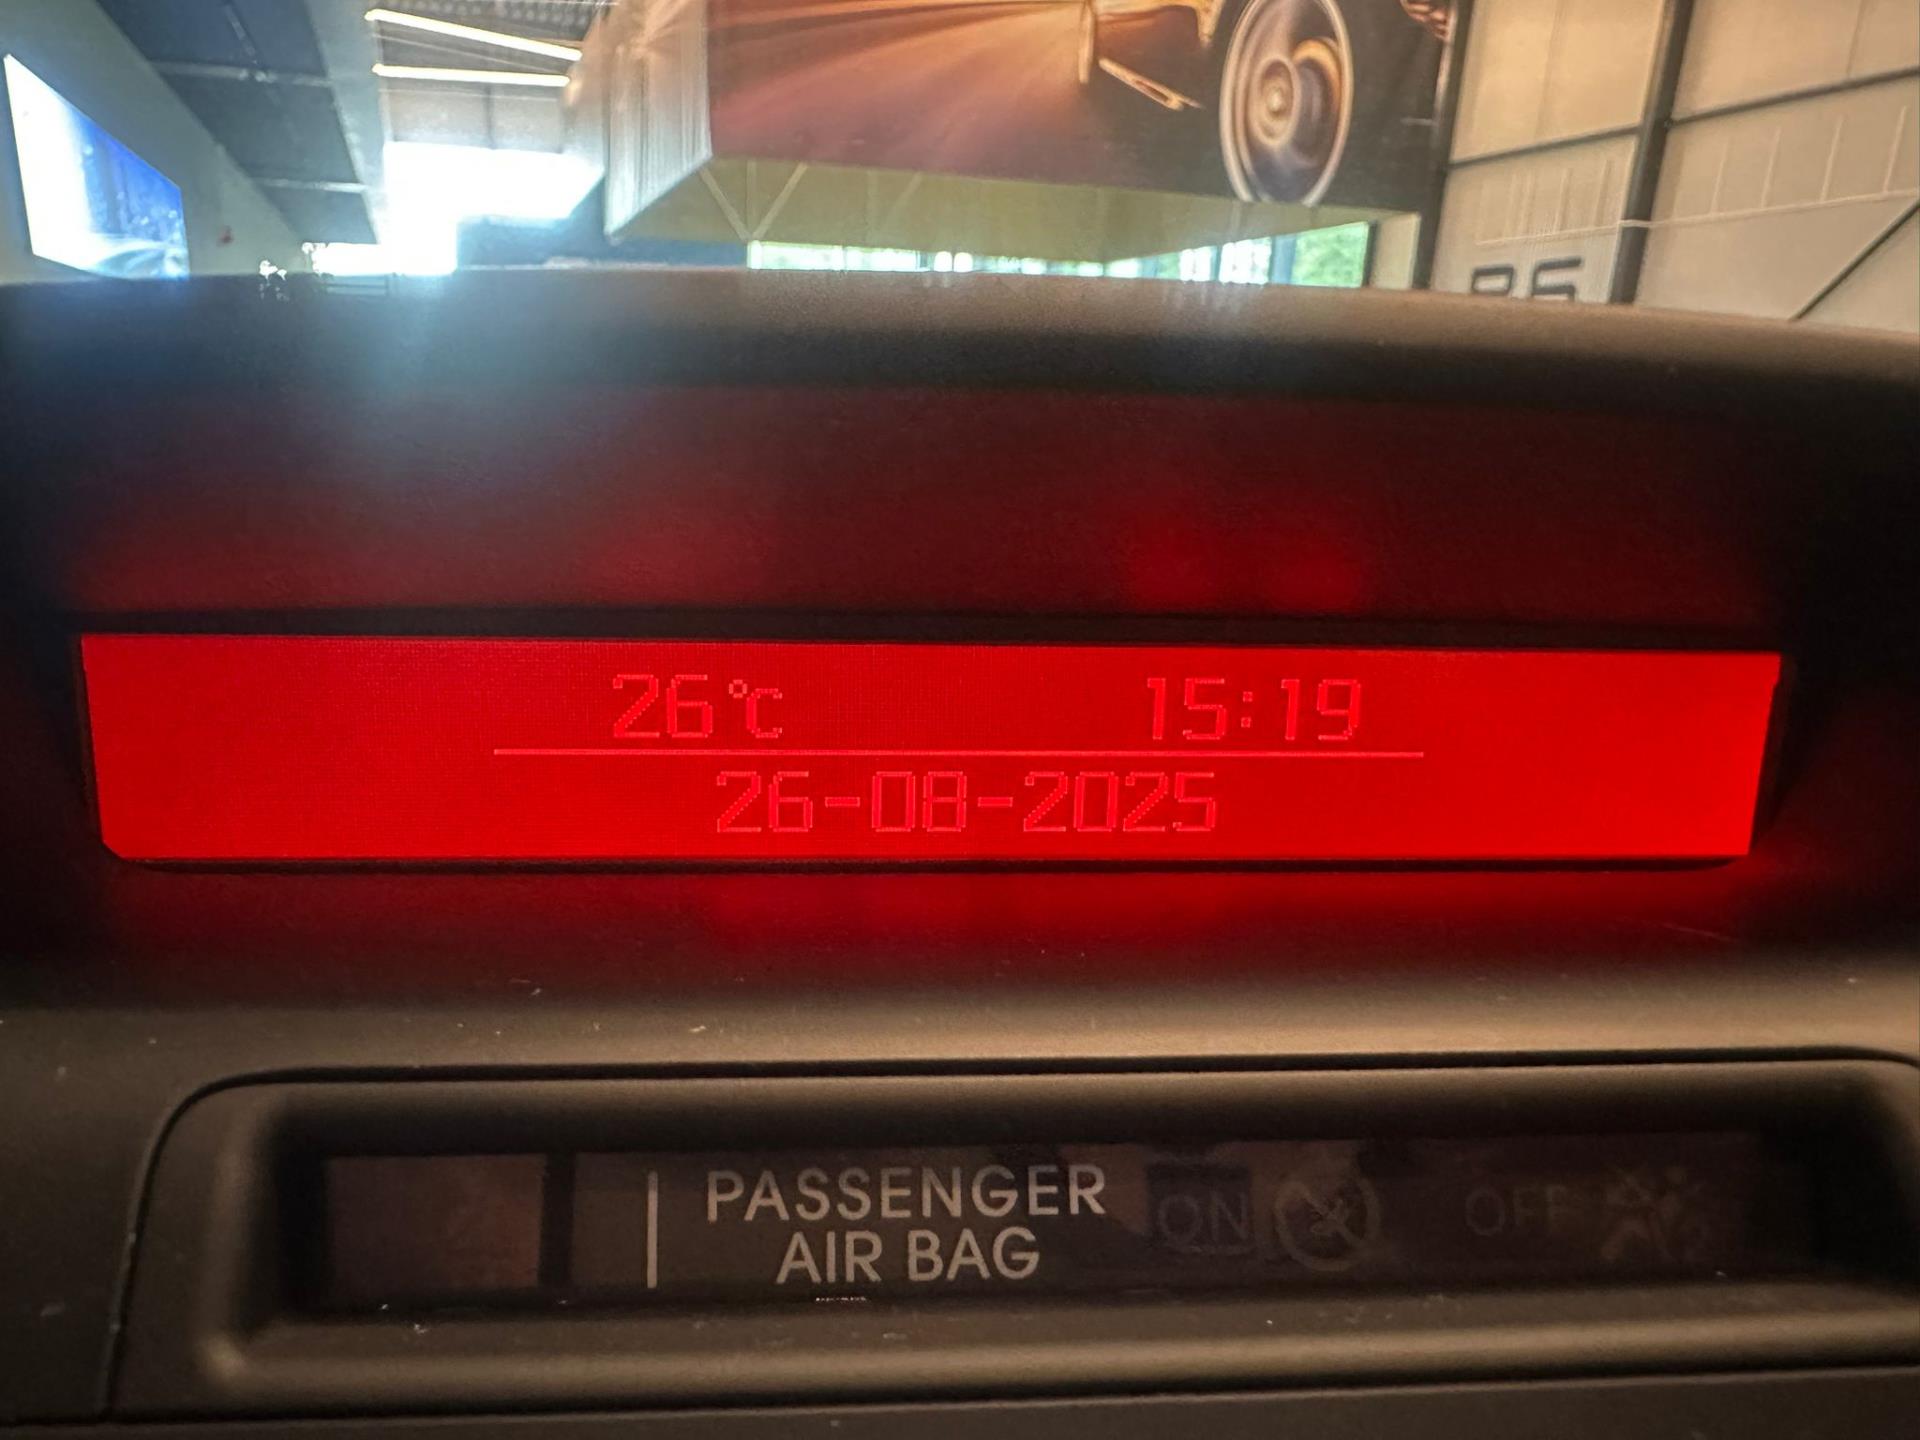 26°C 15:19
26-08-2025
PASSENGER
AIR BAG
ON OFF